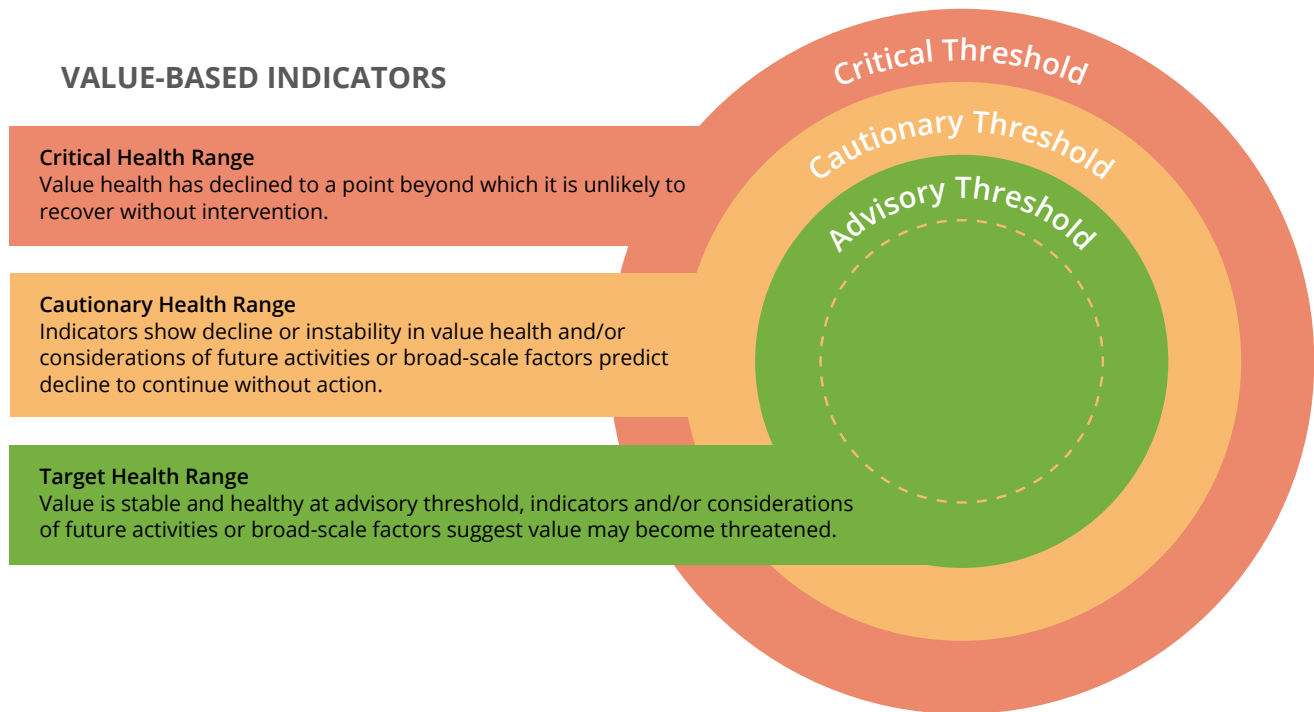 VALUE-BASED INDICATORS
Critical Health Range
Value health has declined to a point beyond which it is unlikely to
recover without intervention.
Cautionary Health Range
Indicators show decline or instability in value health and/or
considerations of future activities or broad-scale factors predict
decline to continue without action.
Target Health Range
Value is stable and healthy at advisory threshold, indicators and/or considerations
of future activities or broad-scale factors suggest value may become threatened.
Critical Threshold
Cautionary Threshold
Advisory Threshold